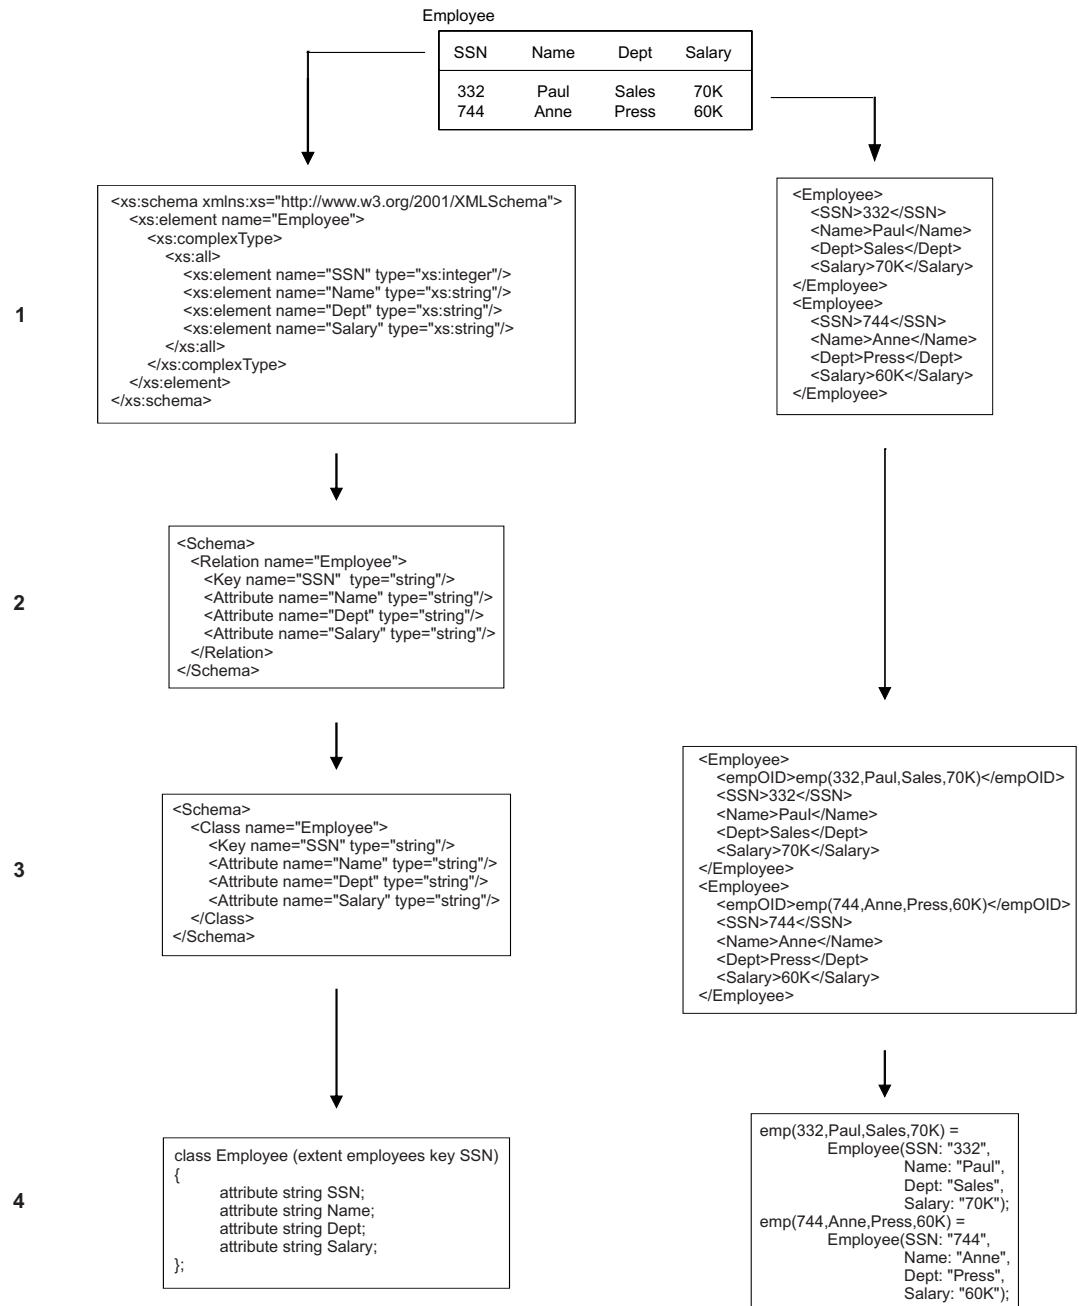 Employee
SSN Name Dept Salary
332 Paul Sales 70K
744 Anne Press 60K
1
<xs:schema xmlns:xs="http://www.w3.org/2001/XMLSchema">
<xs:element name="Employee">
<xs:complexType>
<xs:all>
<xs:element name="SSN" type="xs:integer"/>
<xs:element name="Name" type="xs:string"/>
<xs:element name="Dept" type="xs:string"/>
<xs:element name="Salary" type="xs:string"/>
</xs:all>
</xs:complexType>
</xs:element>
</xs:schema>
<Employee>
<SSN>332</SSN>
<Name>Paul</Name>
<Dept>Sales</Dept>
<Salary>70K</Salary>
</Employee>
<Employee>
<SSN>744</SSN>
<Name>Anne</Name>
<Dept>Press</Dept>
<Salary>60K</Salary>
</Employee>
2
<Schema>
<Relation name="Employee">
<Key name="SSN" type="string"/>
<Attribute name="Name" type="string"/>
<Attribute name="Dept" type="string"/>
<Attribute name="Salary" type="string"/>
</Relation>
</Schema>
3
<Schema>
<Class name="Employee">
<Key name="SSN" type="string"/>
<Attribute name="Name" type="string"/>
<Attribute name="Dept" type="string"/>
<Attribute name="Salary" type="string"/>
</Class>
</Schema>
<Employee>
<empOID>emp(332,Paul,Sales,70K)</empOID>
<SSN>332</SSN>
<Name>Paul</Name>
<Dept>Sales</Dept>
<Salary>70K</Salary>
</Employee>
<Employee>
<empOID>emp(744,Anne,Press,60K)</empOID>
<SSN>744</SSN>
<Name>Anne</Name>
<Dept>Press</Dept>
<Salary>60K</Salary>
</Employee>
4
class Employee (extent employees key SSN)
{
attribute string SSN;
attribute string Name;
attribute string Dept;
attribute string Salary;
};
emp(332,Paul,Sales,70K) =
Employee(SSN: "332",
Name: "Paul",
Dept: "Sales",
Salary: "70K");
emp(744,Anne,Press,60K) =
Employee(SSN: "744",
Name: "Anne",
Dept: "Press",
Salary: "60K");